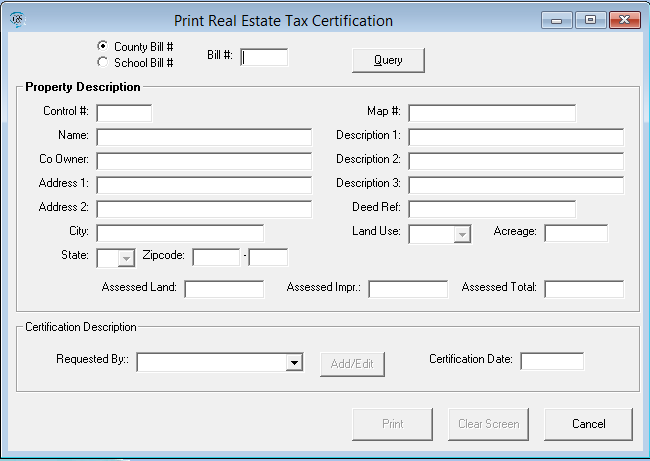 Print Real Estate Tax Certification
County Bill #
School Bill #
Bill #:
Query
Property Description
Control #:
Map #:
Name:
Description 1:
Co Owner:
Description 2:
Address 1:
Description 3:
Address 2:
Deed Ref:
City:
Land Use:
Acreage:
State:
Zipcode:
-
Assessed Land:
Assessed Impr.:
Assessed Total:
Certification Description
Requested By::
Add/Edit
Certification Date:
Print
Clear Screen
Cancel